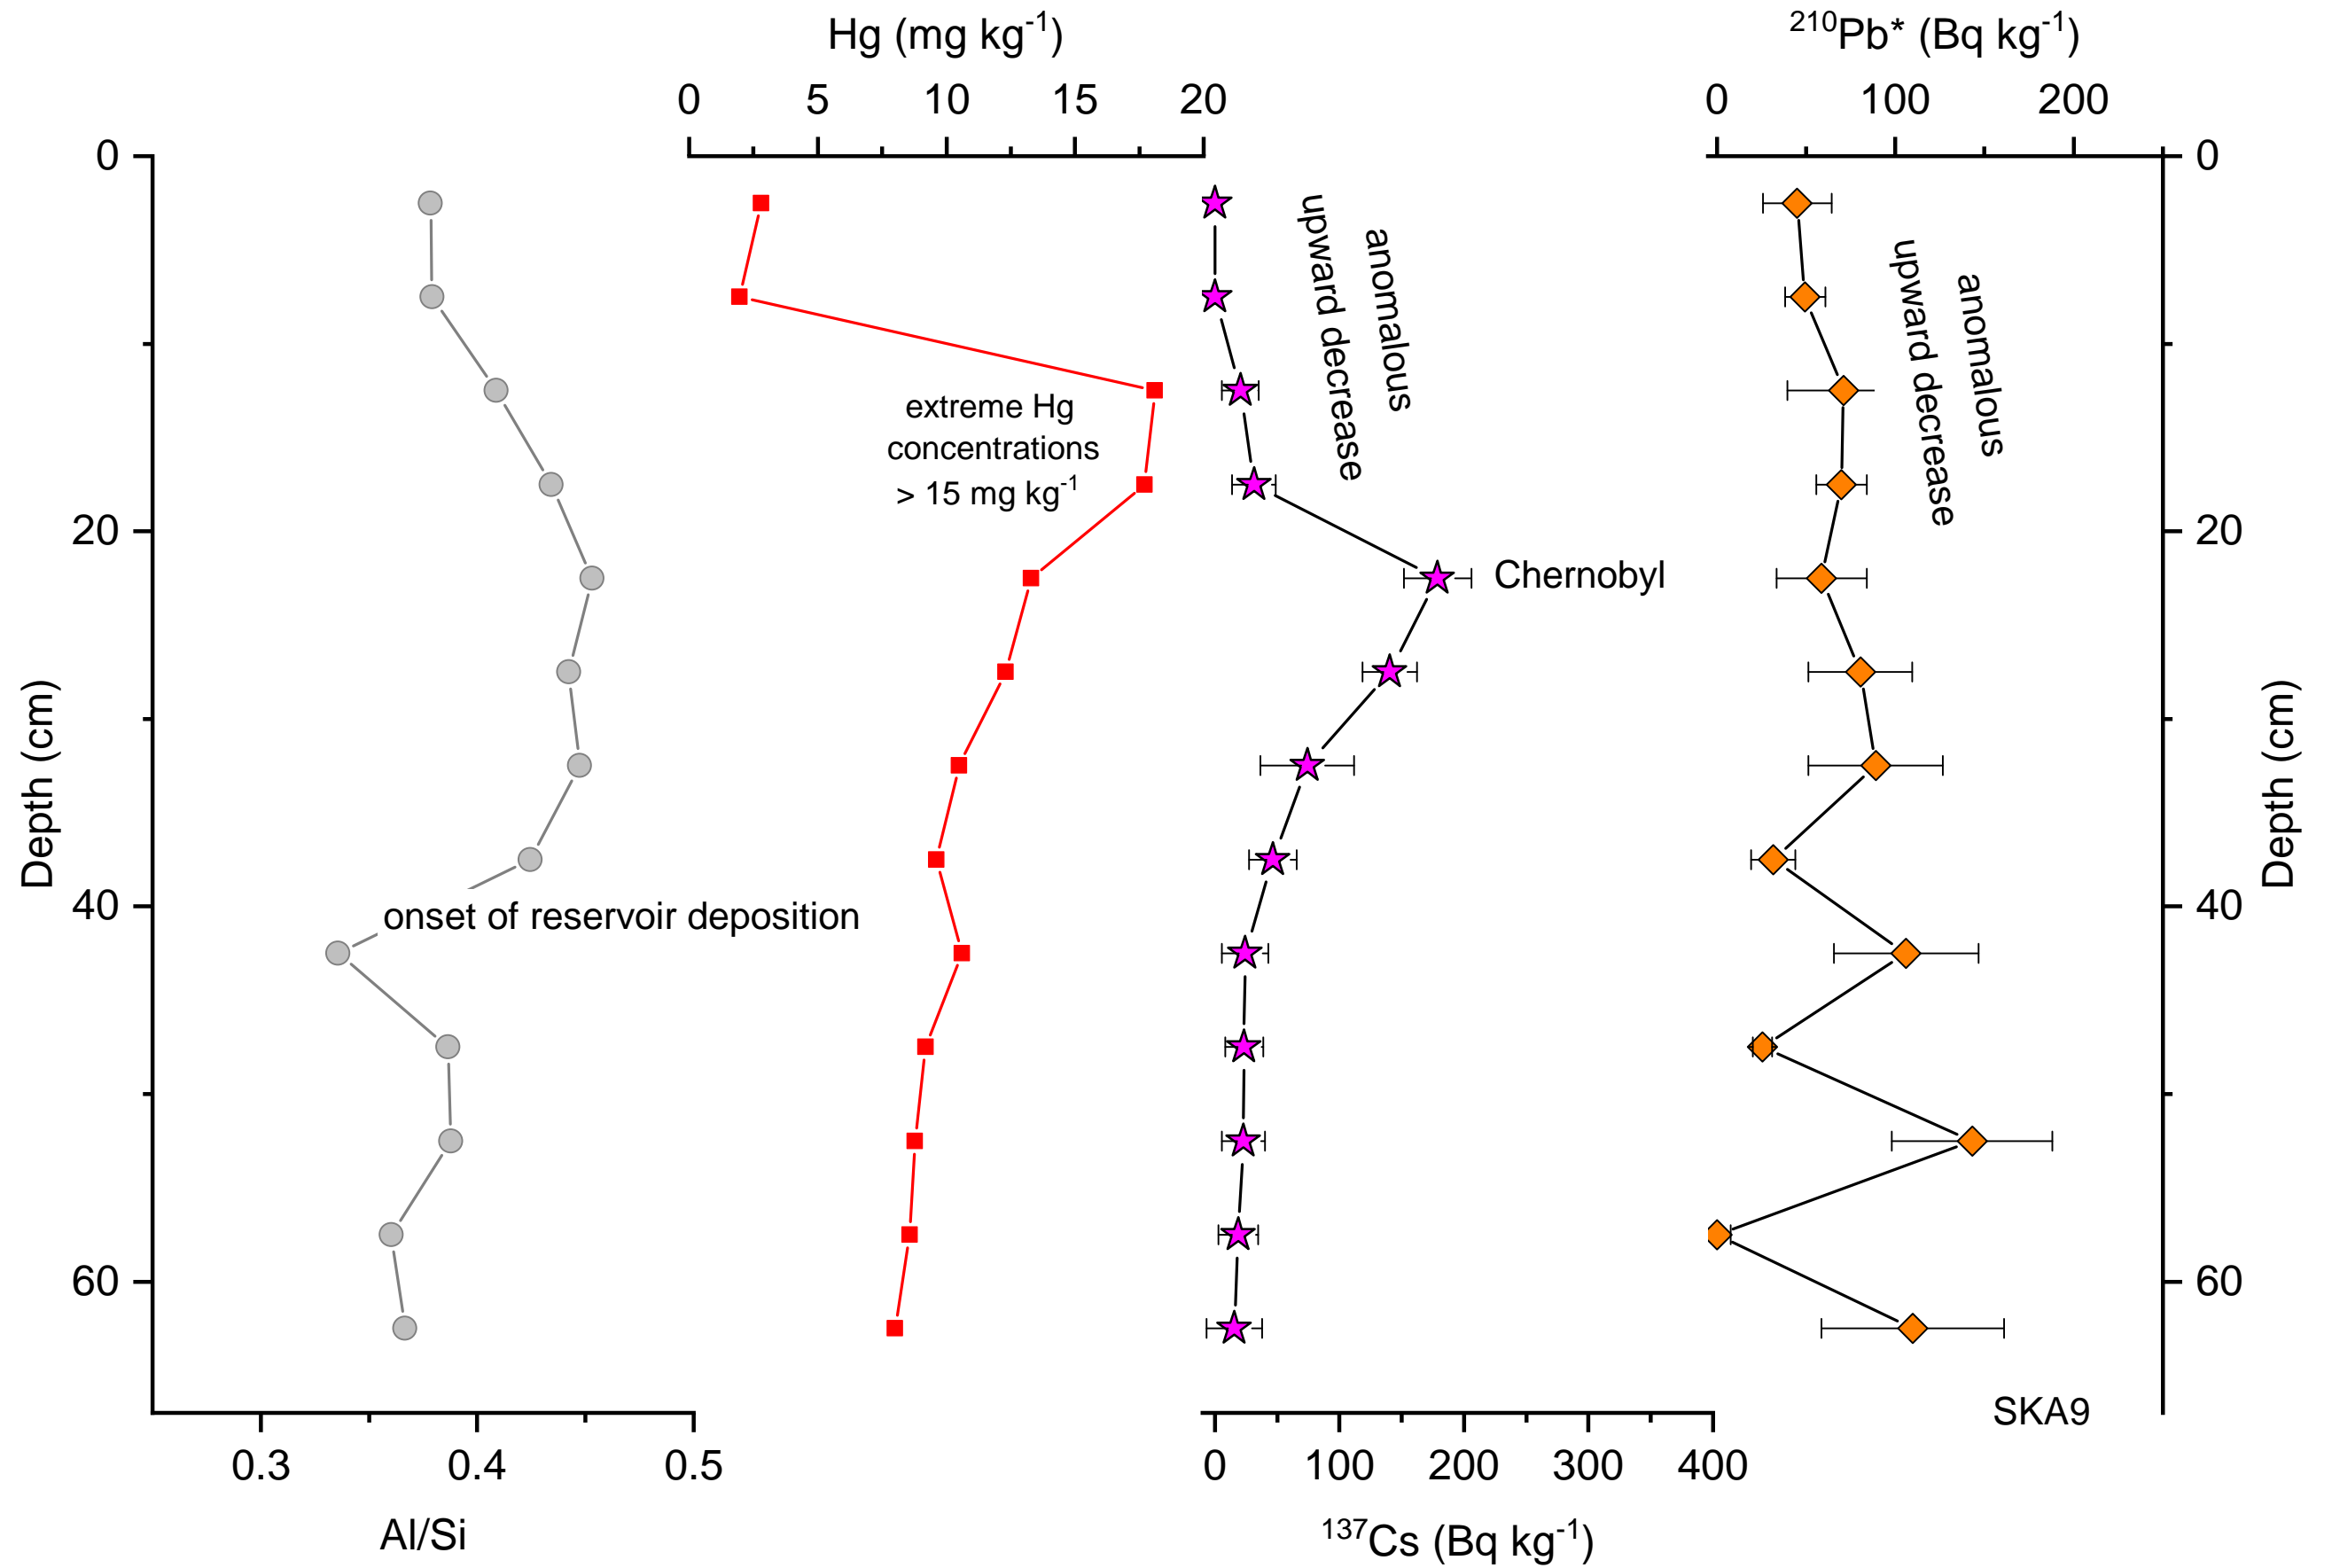 Hg (mg kg⁻¹)
²¹⁰Pb* (Bq kg⁻¹)
0 5 10 15 20
0 100 200
0
0
anomalous
upward decrease
anomalous
upward decrease
extreme Hg
concentrations
> 15 mg kg⁻¹
20
20
Chernobyl
Depth (cm)
Depth (cm)
40
onset of reservoir deposition
40
60
60
SKA9
0.3 0.4 0.5
0 100 200 300 400
Al/Si
¹³⁷Cs (Bq kg⁻¹)